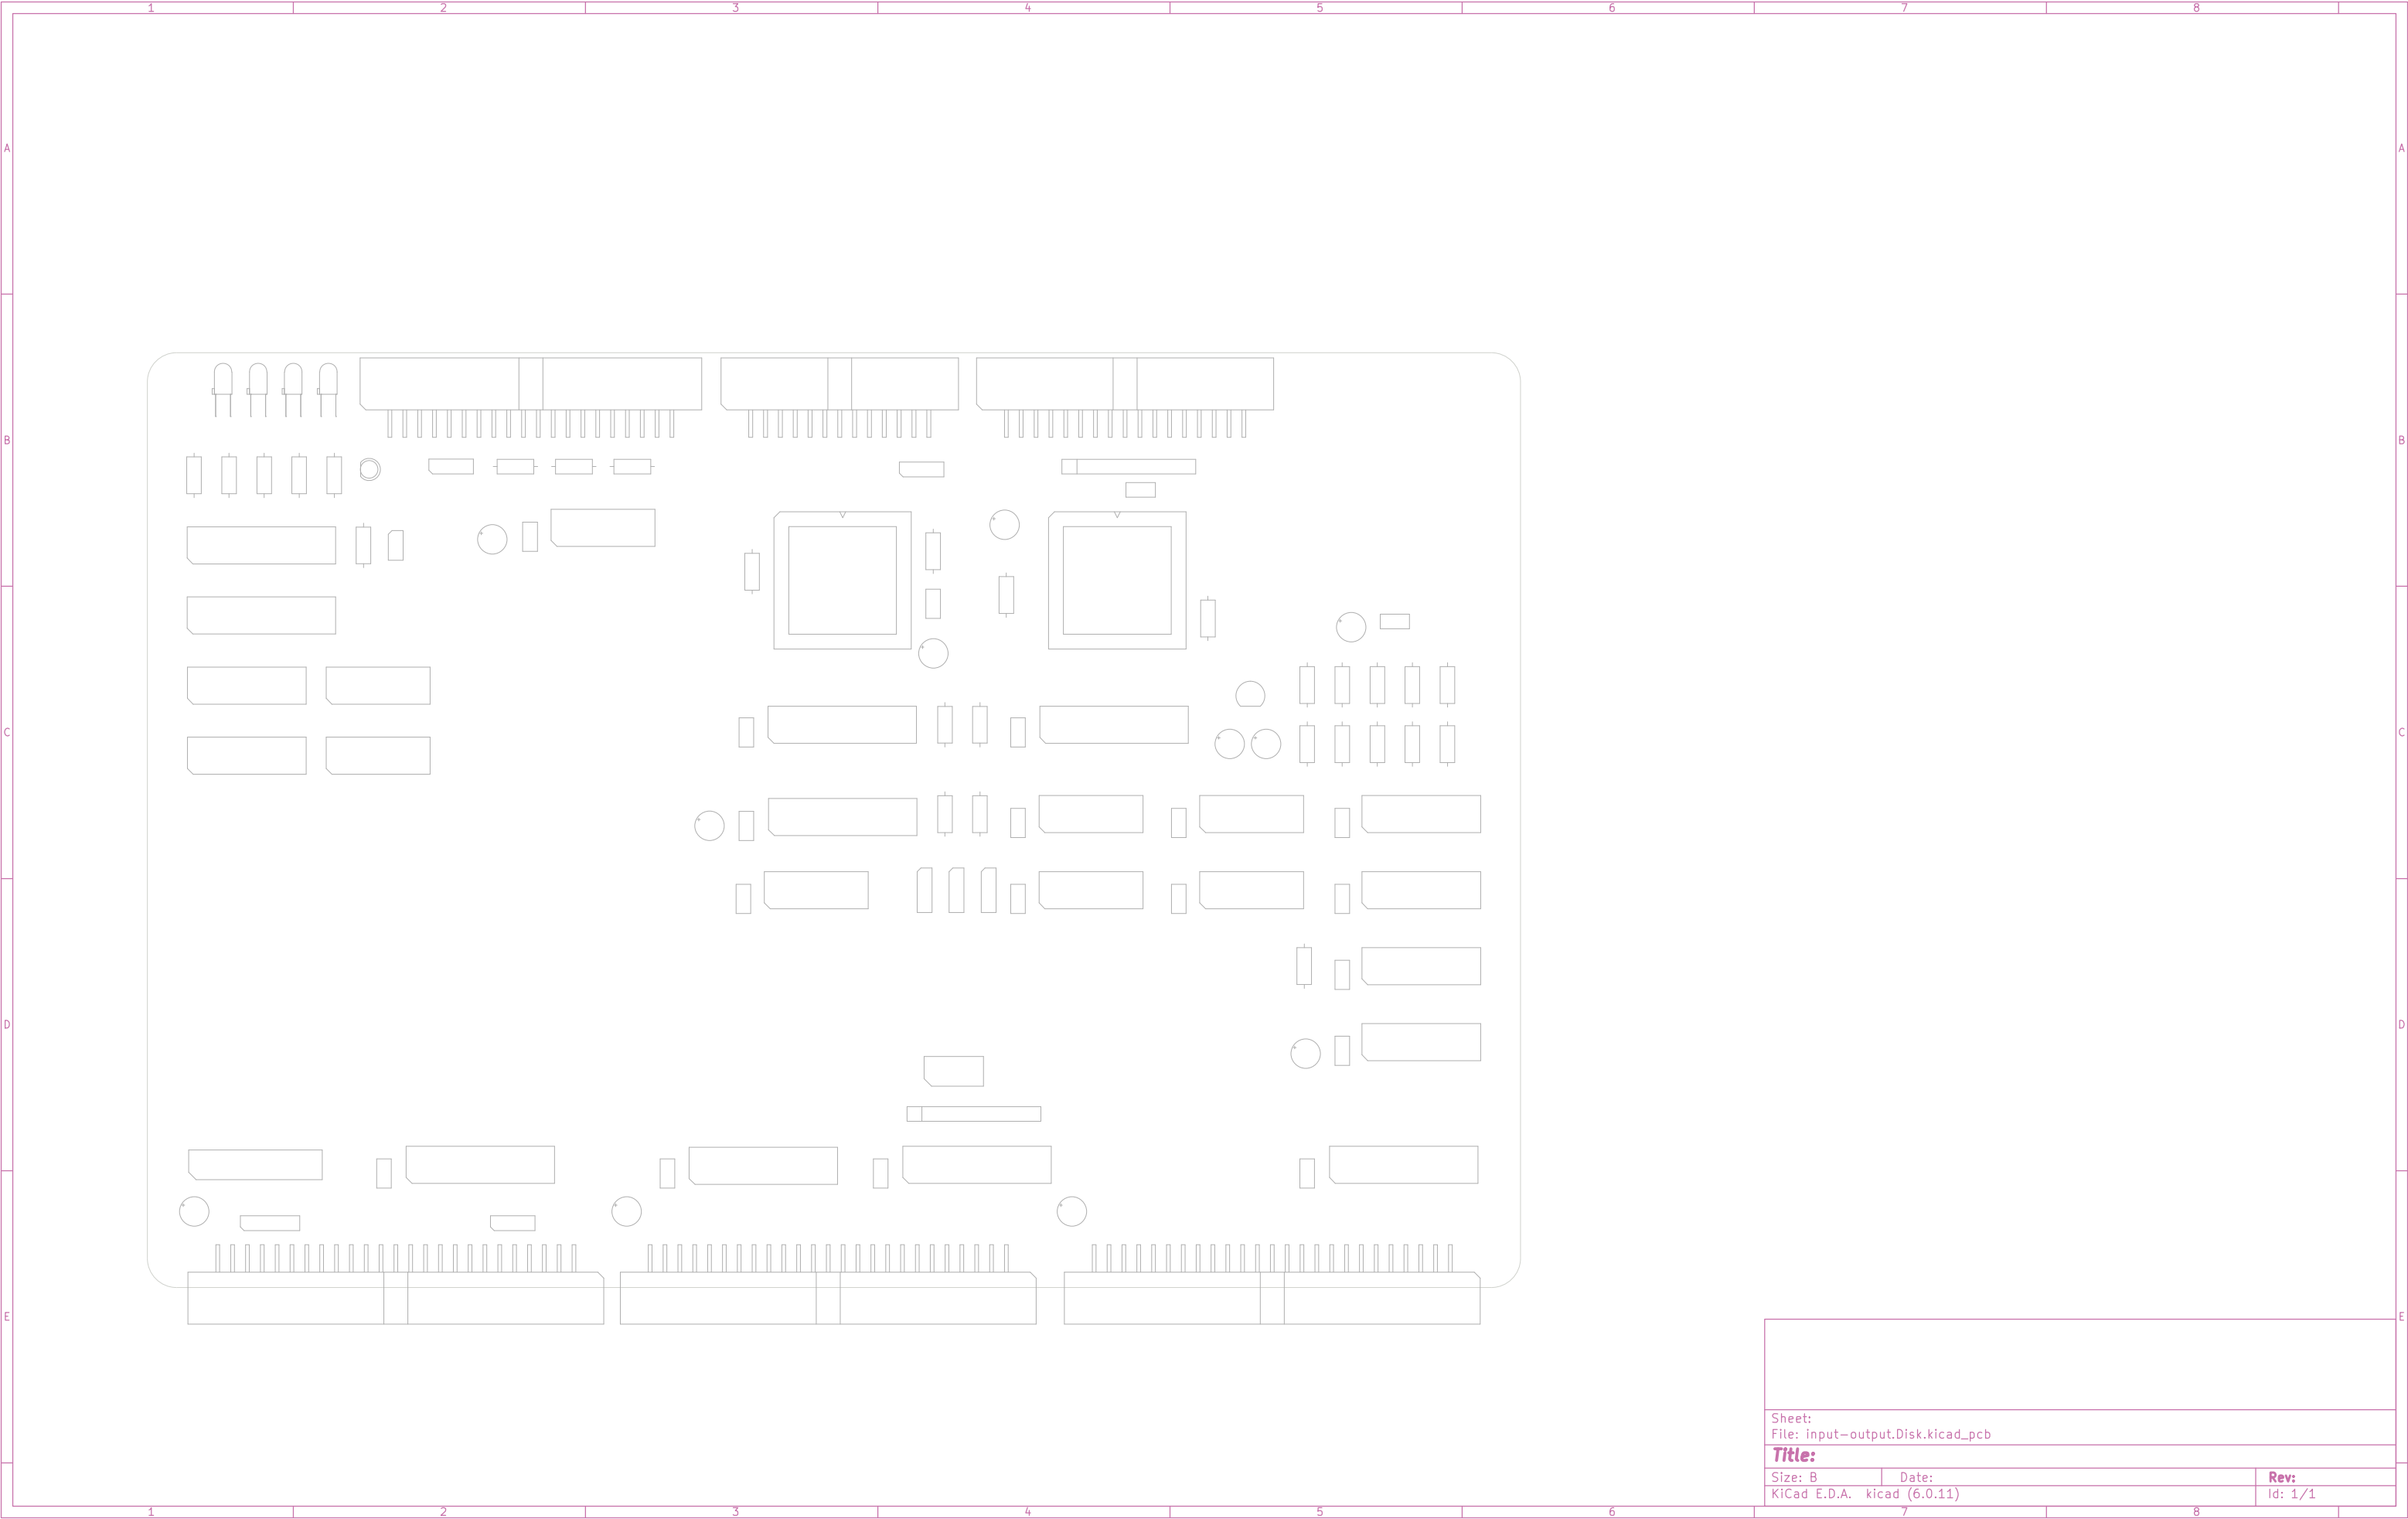 1 2 3 4 5 6 7 8
A A
B B
C C
D D
E E
Sheet:
File: input-output.Disk.kicad_pcb
Title:
Size: B Date: Rev:
KiCad E.D.A. kicad (6.0.11) Id: 1/1
1 2 3 4 5 6 7 8